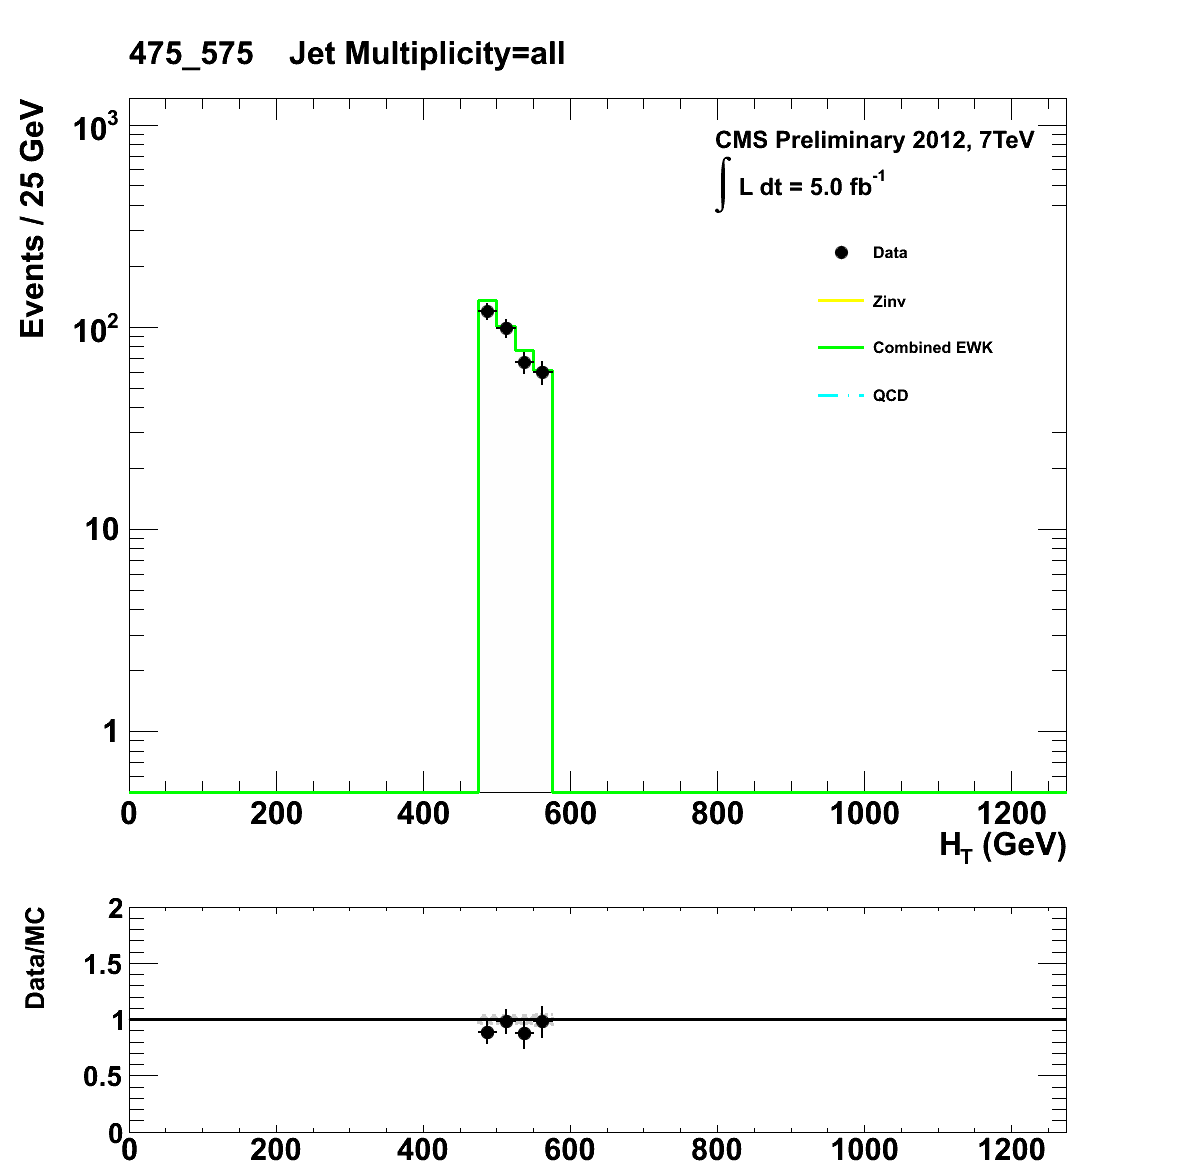 475_575 Jet Multiplicity=all
Events / 25 GeV
10³
10²
10
1
CMS Preliminary 2012, 7TeV
∫ L dt = 5.0 fb⁻¹
Data
Zinv
Combined EWK
QCD
0 200 400 600 800 1000 1200
H_T (GeV)
Data/MC
2
1.5
1
0.5
0
0 200 400 600 800 1000 1200